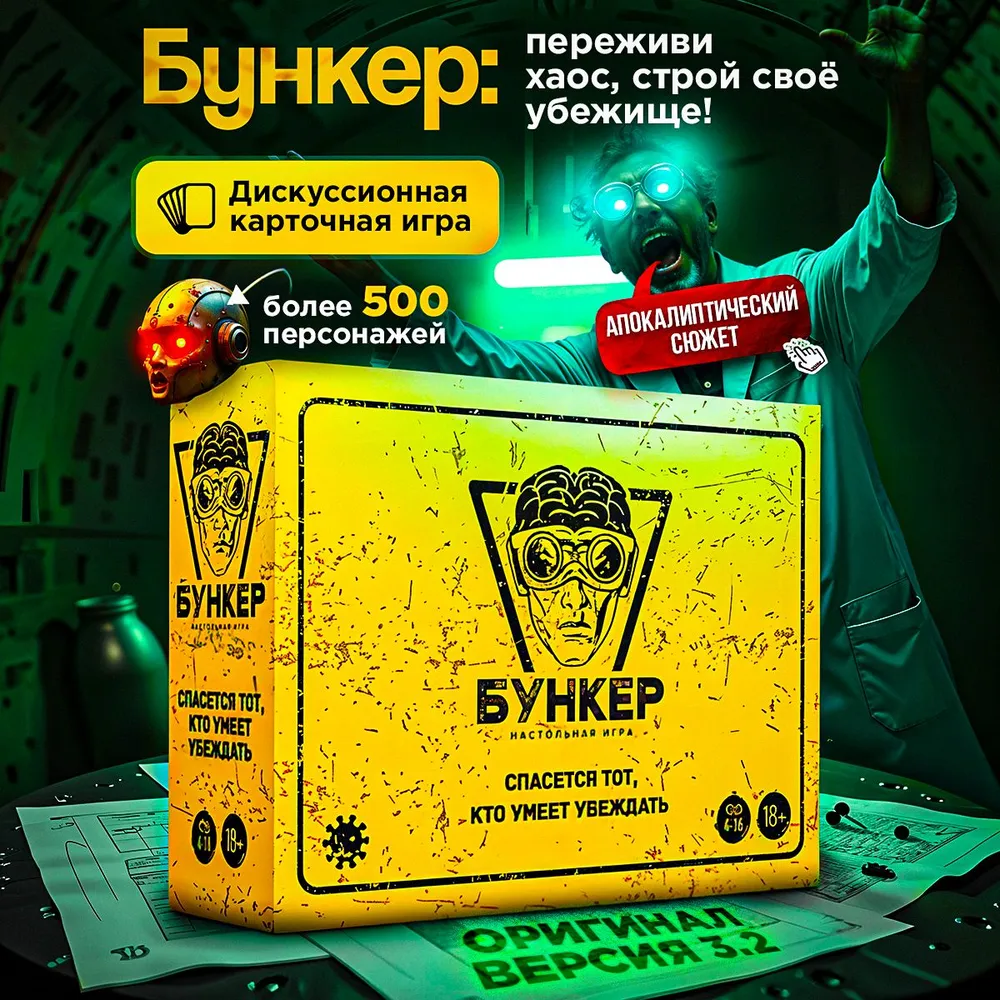 Бункер:
переживи
хаос, строй своё
убежище!
Дискуссионная
карточная игра
более 500
персонажей
АПОКАЛИПТИЧЕСКИЙ
СЮЖЕТ
БУНКЕР
НАСТОЛЬНАЯ ИГРА
СПАСЕТСЯ ТОТ,
КТО УМЕЕТ
УБЕЖДАТЬ
4-11
18+
БУНКЕР
НАСТОЛЬНАЯ ИГРА
СПАСЕТСЯ ТОТ,
КТО УМЕЕТ УБЕЖДАТЬ
4-16
18+
ОРИГИНАЛ
ВЕРСИЯ 3.2